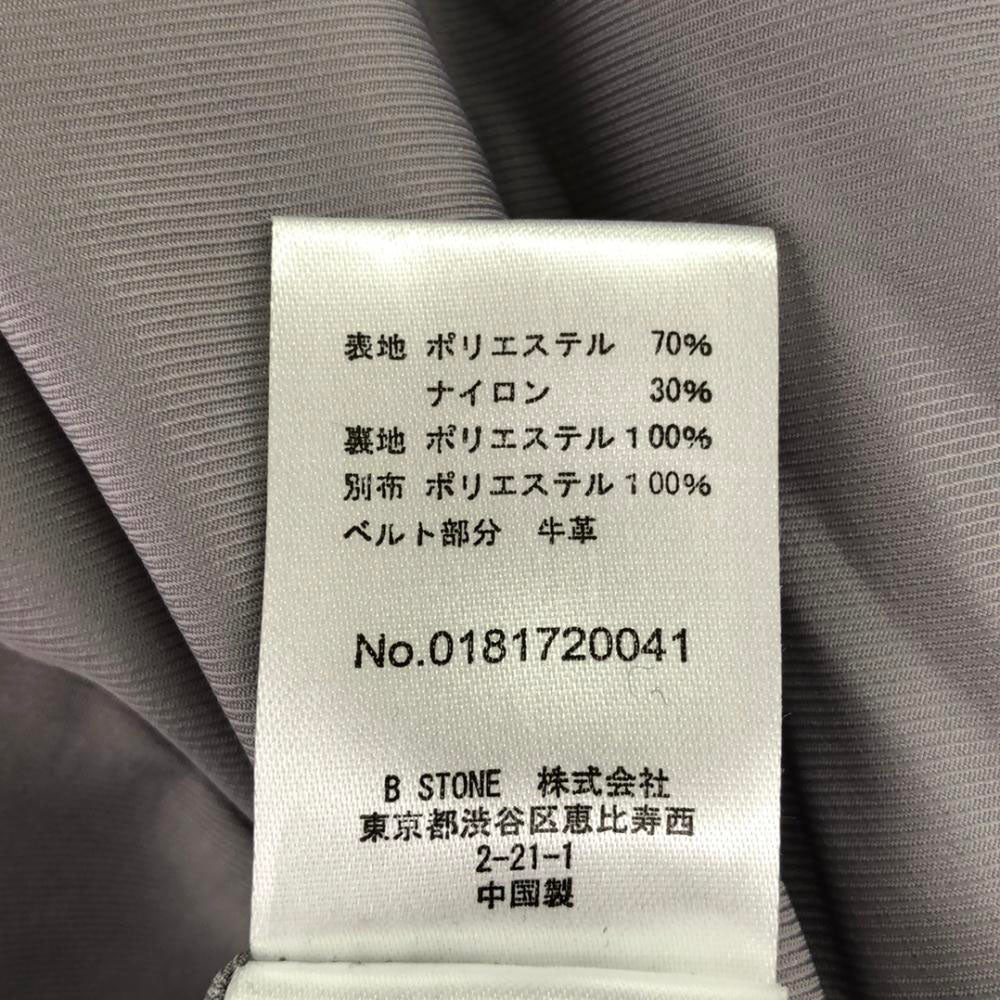 表地 ポリエステル 70%
ナイロン 30%
裏地 ポリエステル 100%
別布 ポリエステル 100%
ベルト部分 牛革
No.0181720041
B STONE 株式会社
東京都渋谷区恵比寿西
2-21-1
中国製